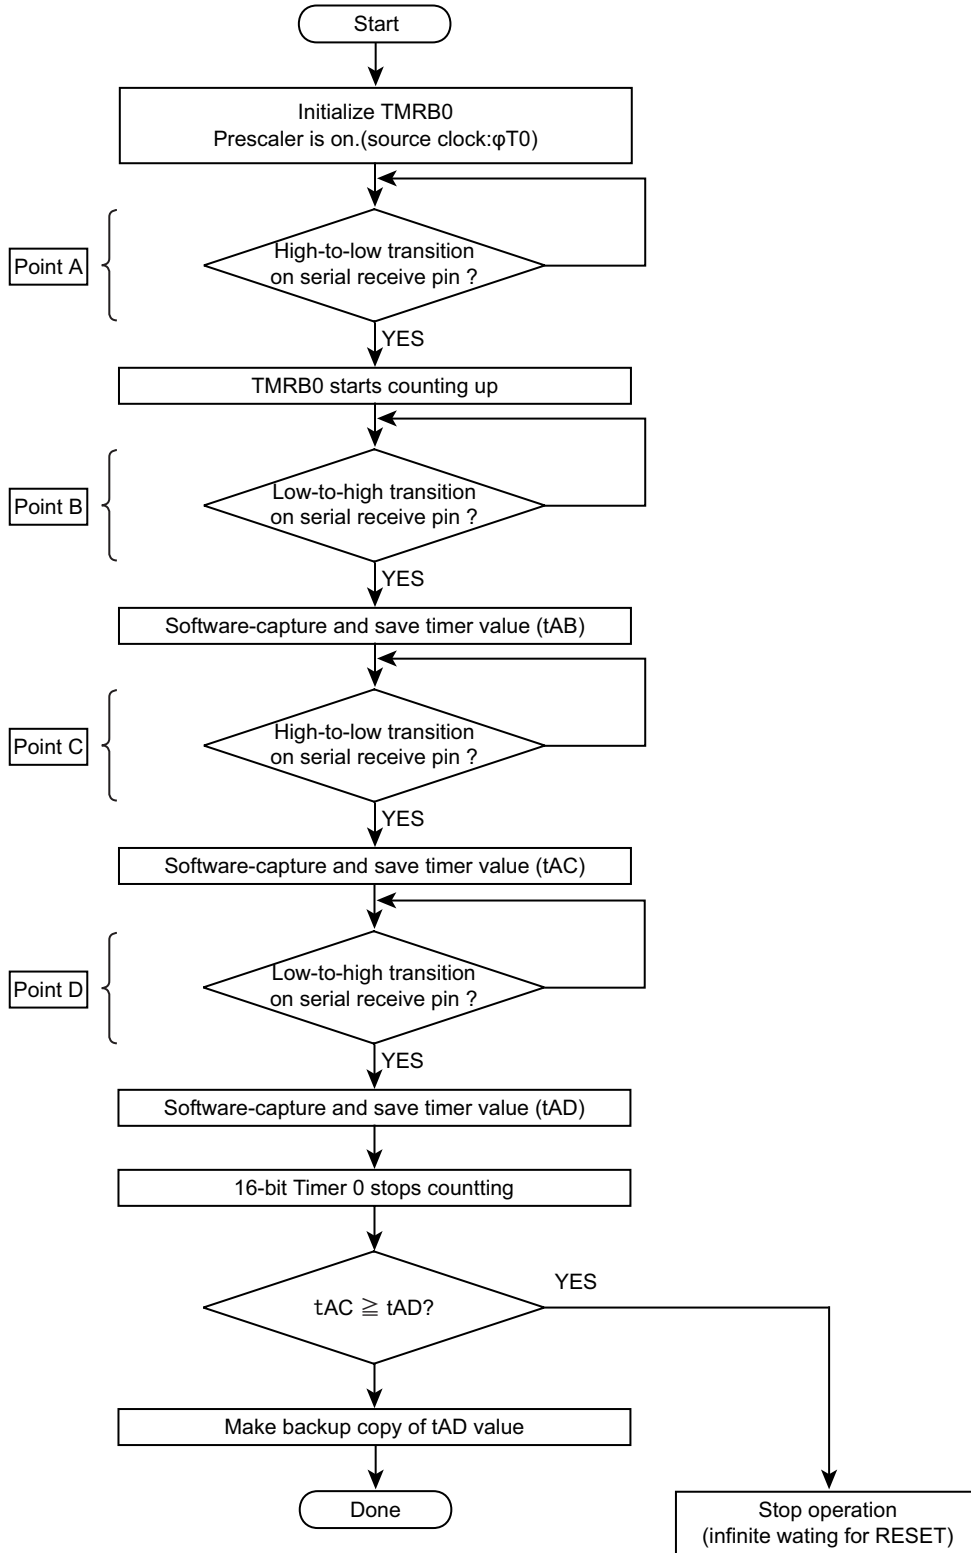 Start
Initialize TMRB0
Prescaler is on.(source clock:φT0)
Point A
High-to-low transition
on serial receive pin ?
YES
TMRB0 starts counting up
Point B
Low-to-high transition
on serial receive pin ?
YES
Software-capture and save timer value (tAB)
Point C
High-to-low transition
on serial receive pin ?
YES
Software-capture and save timer value (tAC)
Point D
Low-to-high transition
on serial receive pin ?
YES
Software-capture and save timer value (tAD)
16-bit Timer 0 stops countting
tAC ≧ tAD?
YES
Make backup copy of tAD value
Done
Stop operation
(infinite wating for RESET)